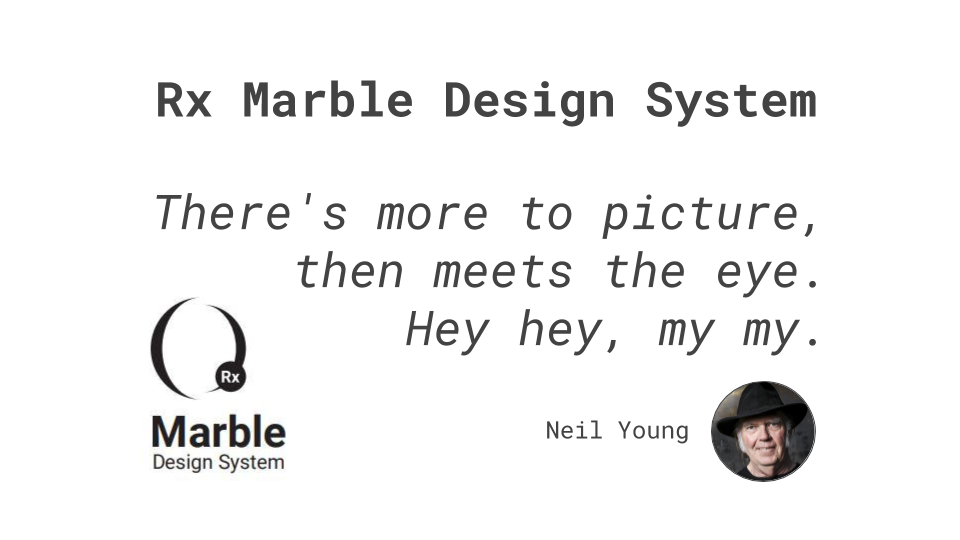 Rx Marble Design System
There's more to picture,
then meets the eye.
Hey hey, my my.
Rx
Marble
Design System
Neil Young